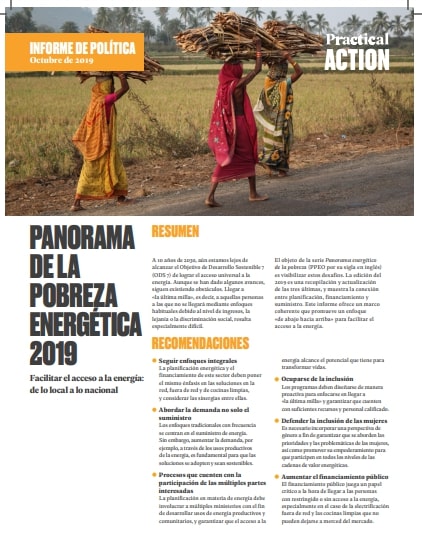 INFORME DE POLÍTICA
Octubre de 2019
Practical
ACTION
PANORAMA
DE LA
POBREZA
ENERGÉTICA
2019
Facilitar el acceso a la energía:
de lo local a lo nacional
RESUMEN
A 10 años de 2030, aún estamos lejos de
alcanzar el Objetivo de Desarrollo Sostenible 7
(ODS 7) de lograr el acceso universal a la
energía. Aunque se han dado algunos avances,
siguen existiendo obstáculos. Llegar a
«la última milla», es decir, a aquellas personas
a las que no se llegará mediante enfoques
habituales debido al nivel de ingresos, la
lejanía o la discriminación social, resulta
especialmente difícil.
El objeto de la serie Panorama energético
de la pobreza (PPEO por su sigla en inglés)
es visibilizar estos desafíos. La edición del
2019 es una recopilación y actualización
de las tres últimas, y muestra la conexión
entre planificación, financiamiento y
suministro. Este informe ofrece un marco
coherente que promueve un enfoque
«de abajo hacia arriba» para facilitar el
acceso a la energía.
RECOMENDACIONES
Seguir enfoques integrales
La planificación energética y el
financiamiento de este sector deben poner
el mismo énfasis en las soluciones en la
red, fuera de red y de cocinas limpias,
y considerar las sinergias entre ellas.
Abordar la demanda no solo el
suministro
Los enfoques tradicionales con frecuencia
se centran en el suministro de energía.
Sin embargo, aumentar la demanda, por
ejemplo, a través de los usos productivos
de la energía, es fundamental para que las
soluciones se adopten y sean sostenibles.
Procesos que cuenten con la
participación de las múltiples partes
interesadas
La planificación en materia de energía debe
involucrar a múltiples ministerios con el fin
de desarrollar usos de energía productivos y
comunitarios, y garantizar que el acceso a la
energía alcance el potencial que tiene para
transformar vidas.
Ocuparse de la inclusión
Los programas deben diseñarse de manera
proactiva para enfocarse en llegar a
«la última milla» y garantizar que cuenten
con suficientes recursos y personal calificado.
Defender la inclusión de las mujeres
Es necesario incorporar una perspectiva de
género a fin de garantizar que se aborden las
prioridades y las problemáticas de las mujeres,
así como promover su empoderamiento para
que participen en todos los niveles de las
cadenas de valor energéticas.
Aumentar el financiamiento público
El financiamiento público juega un papel
crítico a la hora de llegar a las personas
con restringido o sin acceso a la energía,
especialmente en el caso de la electrificación
fuera de red y las cocinas limpias que no
pueden dejarse a merced del mercado.